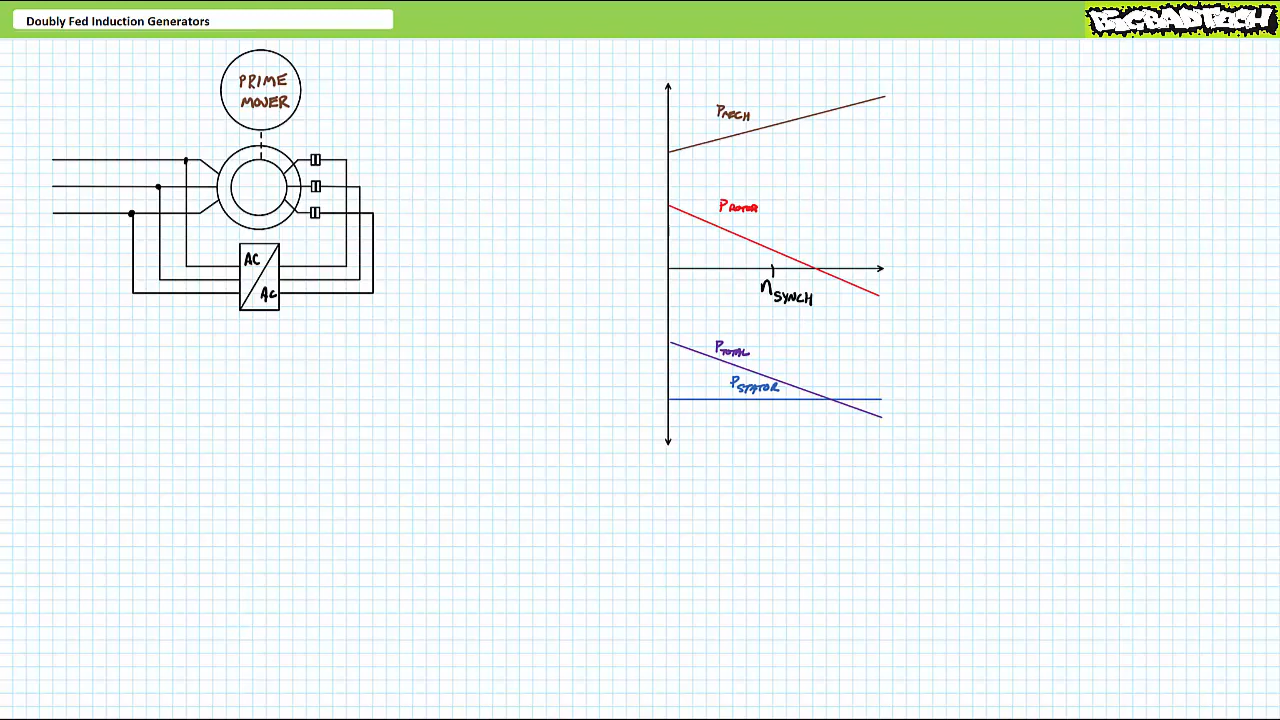 Doubly Fed Induction Generators
BIGBADTECH
PRIME
MOVER
AC
AC
PMECH
PROTOR
nSYNCH
PTOTAL
PSTATOR